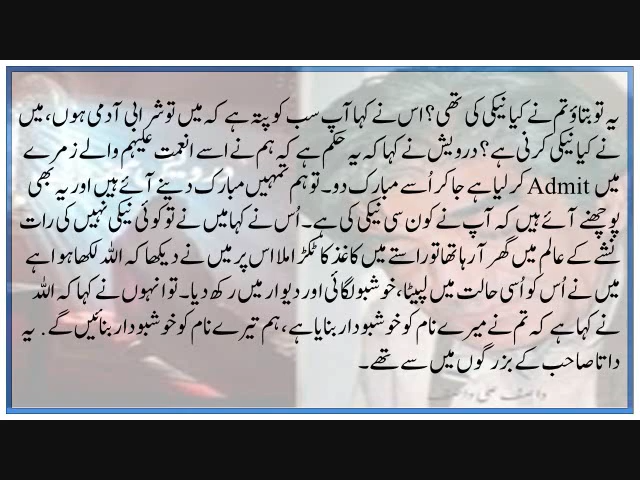 یہ تو بتاؤ تم نے کیا نیکی کی تھی؟ اس نے کہا آپ سب کو پتہ ہے کہ میں تو شرابی آدمی ہوں، میں
نے کیا نیکی کرنی ہے؟ درویش نے کہا کہ یہ حکم ہے کہ ہم نے اسے انعمت علیہم والے زمرے
میں Admit کر لیا ہے جا کر اُسے مبارک دو۔ تو ہم تمہیں مبارک دینے آئے ہیں اور یہ بھی
پوچھنے آئے ہیں کہ آپ نے کون سی نیکی کی ہے۔ اُس نے کہا میں نے تو کوئی نیکی نہیں کی رات
نشے کے عالم میں گھر آ رہا تھا تو راستے میں کاغذ کا ٹکڑا ملا اس پر میں نے دیکھا کہ اللہ لکھا ہوا ہے
میں نے اُس کو اُسی حالت میں لپیٹا، خوشبو لگائی اور دیوار میں رکھ دیا۔ تو انہوں نے کہا کہ اللہ
نے کہا ہے کہ تم نے میرے نام کو خوشبودار بنایا ہے، ہم تیرے نام کو خوشبودار بنائیں گے۔ یہ
داتا صاحب کے بزرگوں میں سے تھے۔
واصف علی واصف